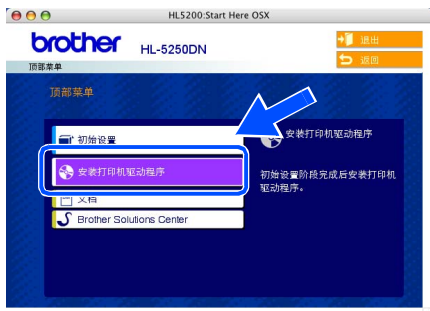 HL5200:Start Here OSX
brother HL-5250DN
退出
返回
顶部菜单
顶部菜单
初始设置
安装打印机驱动程序
文档
Brother Solutions Center
安装打印机驱动程序
初始设置阶段完成后安装打印机
驱动程序。